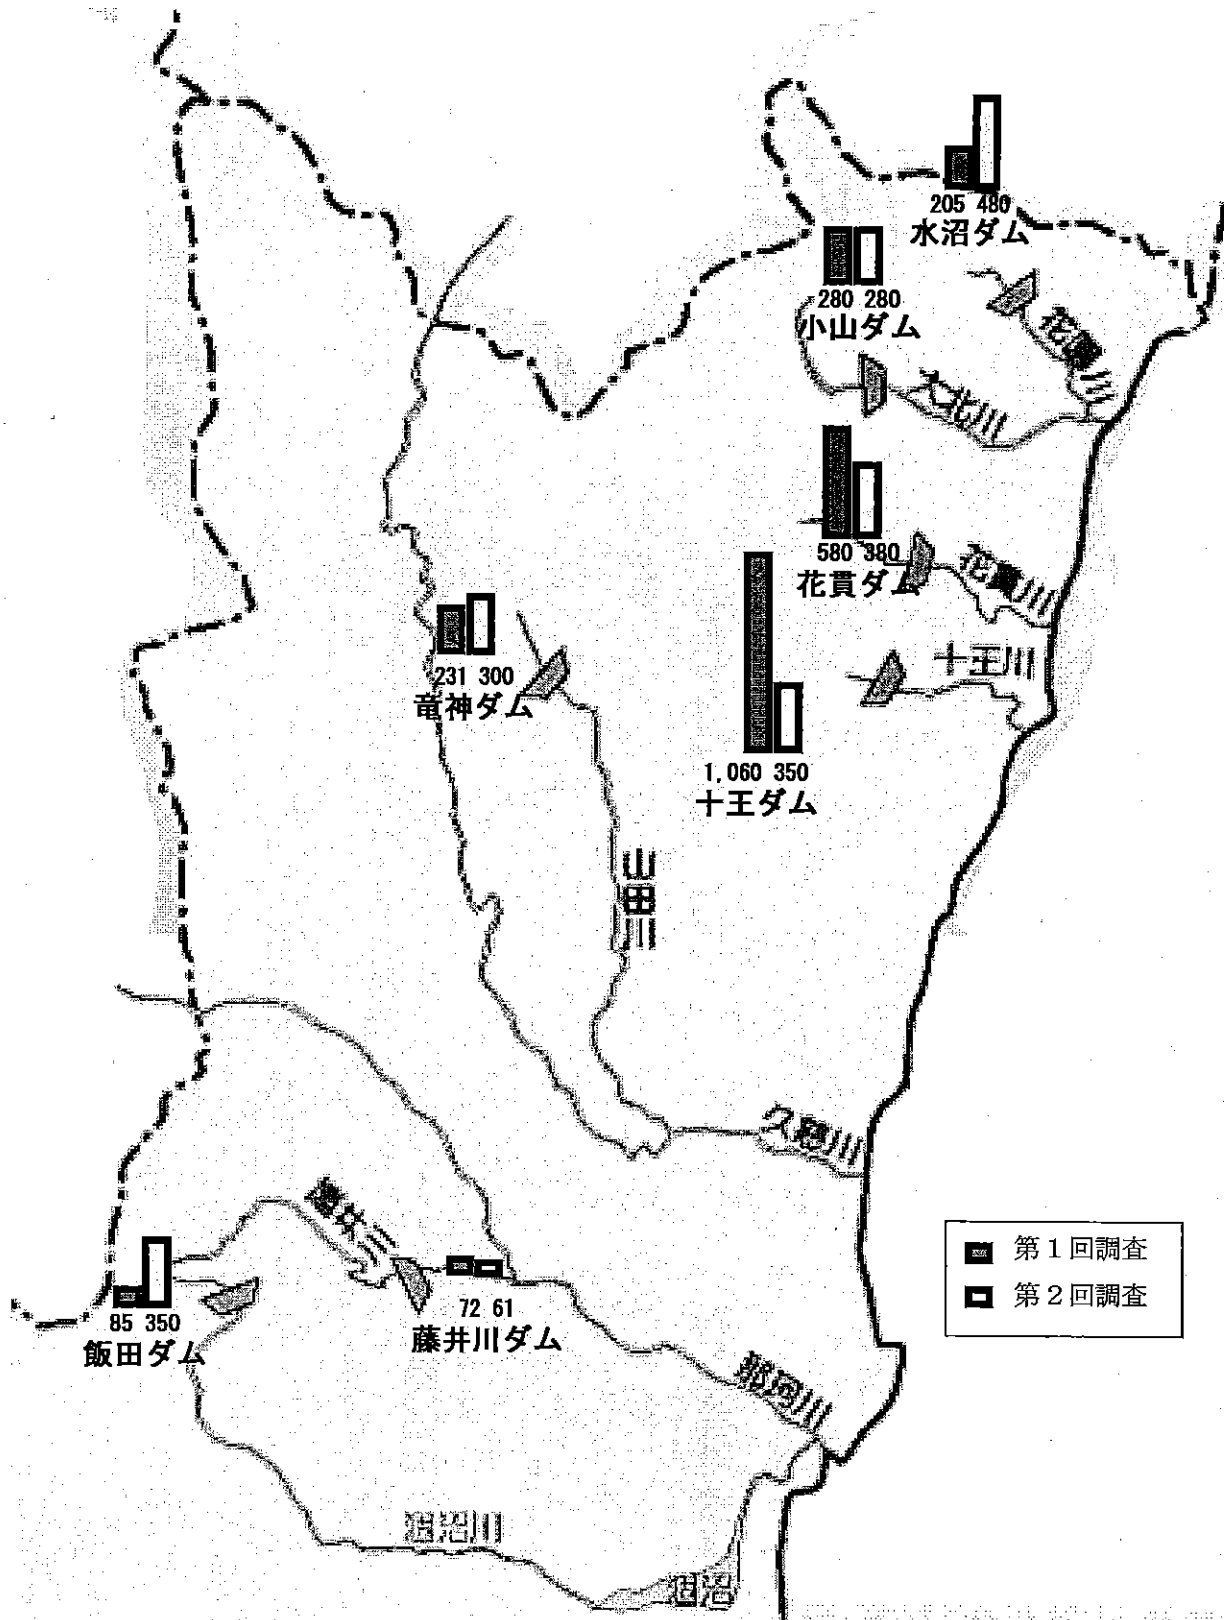 205 480
水沼ダム
280 280
小山ダム
花園川
大北川
580 380
花貫ダム
花貫川
十王川
231 300
竜神ダム
1,060 350
十王ダム
山田川
久慈川
藤井川
85 350
飯田ダム
72 61
藤井川ダム
第1回調査
第2回調査
那珂川
涸沼川
涸沼